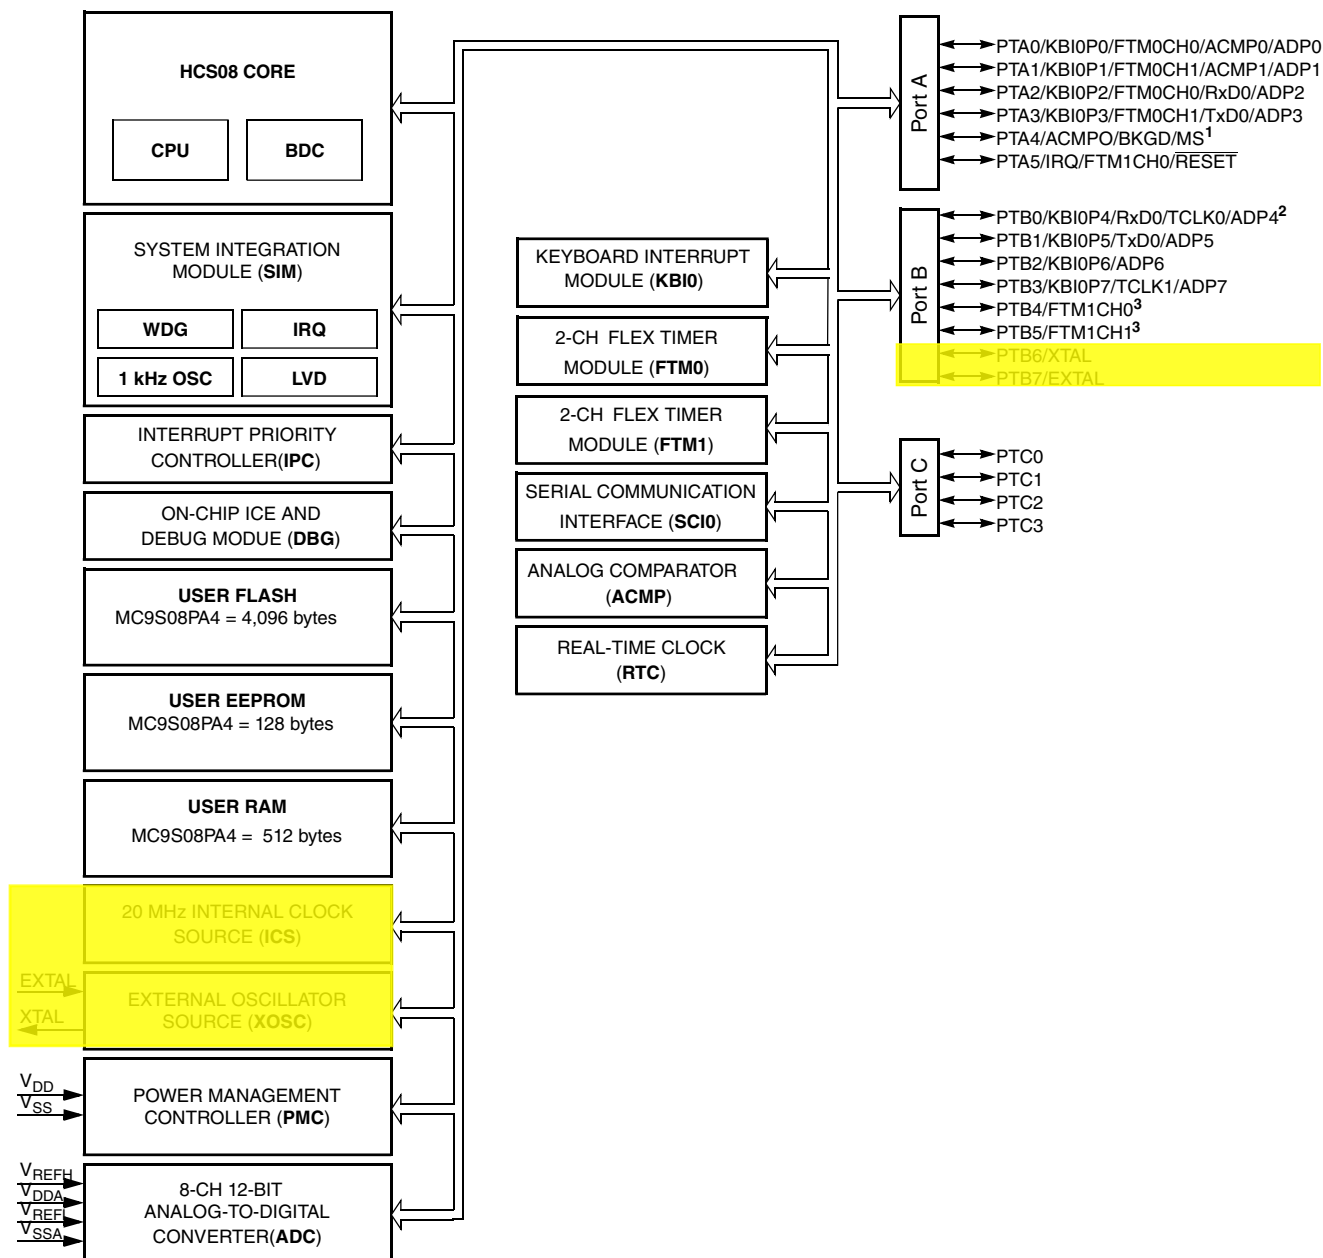 HCS08 CORE
CPU
BDC
SYSTEM INTEGRATION
MODULE (SIM)
WDG
IRQ
1 kHz OSC
LVD
INTERRUPT PRIORITY
CONTROLLER(IPC)
ON-CHIP ICE AND
DEBUG MODUE (DBG)
USER FLASH
MC9S08PA4 = 4,096 bytes
USER EEPROM
MC9S08PA4 = 128 bytes
USER RAM
MC9S08PA4 = 512 bytes
20 MHz INTERNAL CLOCK
SOURCE (ICS)
EXTAL
XTAL
EXTERNAL OSCILLATOR
SOURCE (XOSC)
VDD
VSS
POWER MANAGEMENT
CONTROLLER (PMC)
VREFH
VDDA
VREFL
VSSA
8-CH 12-BIT
ANALOG-TO-DIGITAL
CONVERTER(ADC)
KEYBOARD INTERRUPT
MODULE (KBI0)
2-CH FLEX TIMER
MODULE (FTM0)
2-CH FLEX TIMER
MODULE (FTM1)
SERIAL COMMUNICATION
INTERFACE (SCI0)
ANALOG COMPARATOR
(ACMP)
REAL-TIME CLOCK
(RTC)
Port A
PTA0/KBI0P0/FTM0CH0/ACMP0/ADP0
PTA1/KBI0P1/FTM0CH1/ACMP1/ADP1
PTA2/KBI0P2/FTM0CH0/RxD0/ADP2
PTA3/KBI0P3/FTM0CH1/TxD0/ADP3
PTA4/ACMPO/BKGD/MS1
PTA5/IRQ/FTM1CH0/RESET
Port B
PTB0/KBI0P4/RxD0/TCLK0/ADP42
PTB1/KBI0P5/TxD0/ADP5
PTB2/KBI0P6/ADP6
PTB3/KBI0P7/TCLK1/ADP7
PTB4/FTM1CH03
PTB5/FTM1CH13
PTB6/XTAL
PTB7/EXTAL
Port C
PTC0
PTC1
PTC2
PTC3